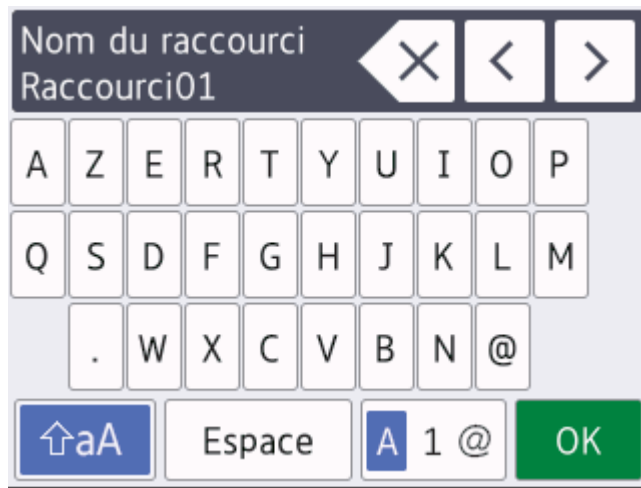 Nom du raccourci
Raccourci01
A Z E R T Y U I O P
Q S D F G H J K L M
. W X C V B N @
aA Espace A 1 @ OK